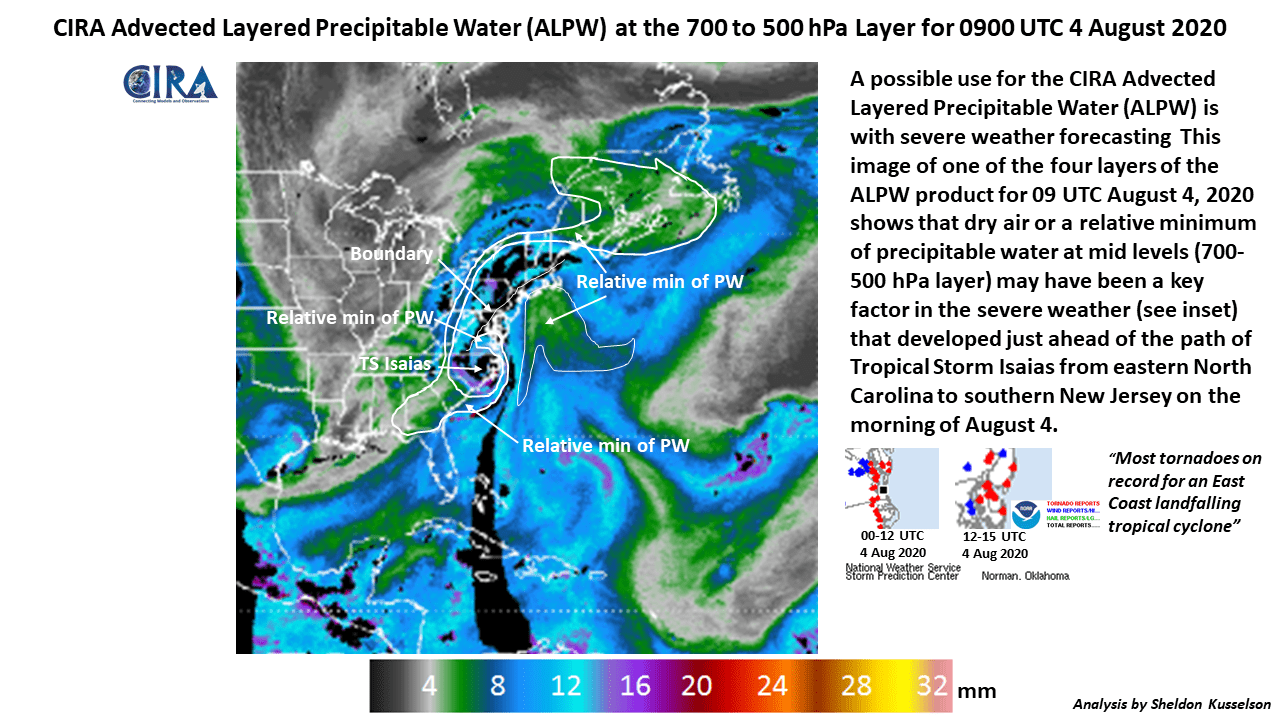 CIRA Advected Layered Precipitable Water (ALPW) at the 700 to 500 hPa Layer for 0900 UTC 4 August 2020
CIRA
Connecting Models and Observations
A possible use for the CIRA Advected
Layered Precipitable Water (ALPW) is
with severe weather forecasting This
image of one of the four layers of the
ALPW product for 09 UTC August 4, 2020
shows that dry air or a relative minimum
of precipitable water at mid levels (700-
500 hPa layer) may have been a key
factor in the severe weather (see inset)
that developed just ahead of the path of
Tropical Storm Isaias from eastern North
Carolina to southern New Jersey on the
morning of August 4.
Boundary
Relative min of PW
Relative min of PW
TS Isaias
Relative min of PW
“Most tornadoes on
record for an East
Coast landfalling
tropical cyclone”
TORNADO REPORTS
WIND REPORTS/HI...
HAIL REPORTS/LG...
TOTAL REPORTS....
NOAA
00-12 UTC
4 Aug 2020
12-15 UTC
4 Aug 2020
National Weather Service
Storm Prediction Center
Norman, Oklahoma
4 8 12 16 20 24 28 32 mm
Analysis by Sheldon Kusselson